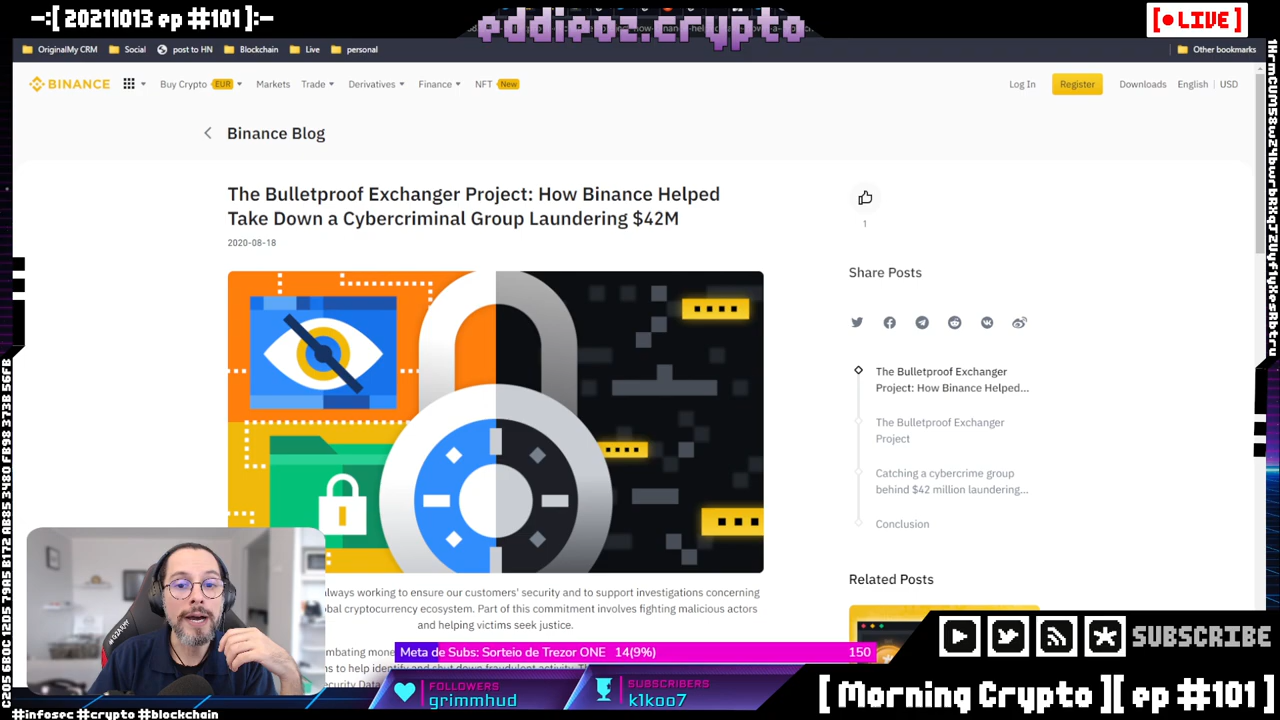 -:[ 20211013 ep #101 ]:-
eddieoz.crypto
[● LIVE ]
OriginalMy CRM
Social
post to HN
Blockchain
Live
personal
Other bookmarks
BINANCE
Buy Crypto EUR
Markets
Trade
Derivatives
Finance
NFT New
Log In
Register
Downloads
English | USD
Binance Blog
The Bulletproof Exchanger Project: How Binance Helped
Take Down a Cybercriminal Group Laundering $42M
2020-08-18
1
Share Posts
The Bulletproof Exchanger
Project: How Binance Helped...
The Bulletproof Exchanger
Project
Catching a cybercrime group
behind $42 million laundering...
Conclusion
Related Posts
always working to ensure our customers' security and to support investigations concerning
cryptocurrency ecosystem. Part of this commitment involves fighting malicious actors
and helping victims seek justice.
Meta de Subs: Sorteio de Trezor ONE 14(9%)
150
SUBSCRIBE
FOLLOWERS
grimmhud
SUBSCRIBERS
k1koo7
[ Morning Crypto ][ ep #101 ]
#infosec #crypto #blockchain